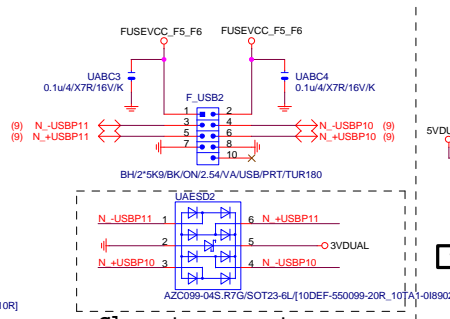 FUSEVCC_F5_F6 FUSEVCC_F5_F6
UABC3
0.1u/4/X7R/16V/K
UABC4
0.1u/4/X7R/16V/K
F_USB2
1 2
(9) N_-USBP11 3 4 N_-USBP10 (9)
(9) N_+USBP11 5 6 N_+USBP10 (9)
7 8
10
5VDU
BH/2*5K9/BK/ON/2.54/VA/USB/PRT/TUR180
UAESD2
N_-USBP11 1 6 N_+USBP11
2 5 3VDUAL
N_+USBP10 3 4 N_-USBP10
AZC099-04S.R7G/SOT23-6L/[10DEF-550099-20R_10TA1-0I8902
0R]